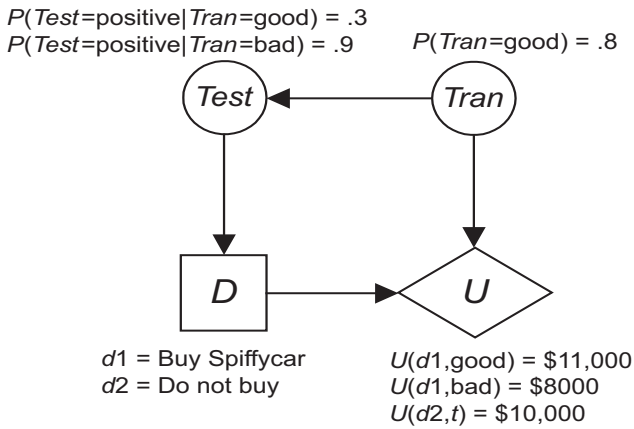 P(Test=positive|Tran=good) = .3
P(Test=positive|Tran=bad) = .9
P(Tran=good) = .8
Test
Tran
D
U
d1 = Buy Spiffycar
d2 = Do not buy
U(d1,good) = $11,000
U(d1,bad) = $8000
U(d2,t) = $10,000